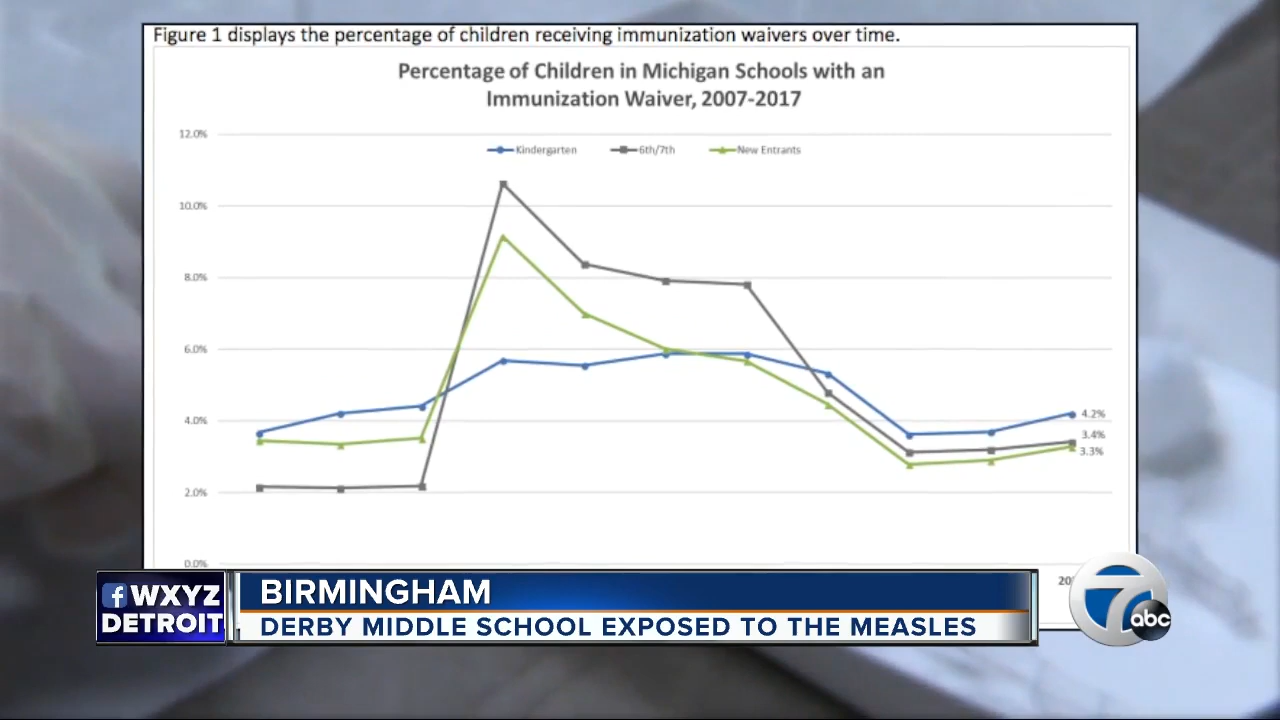 Figure 1 displays the percentage of children receiving immunization waivers over time.
Percentage of Children in Michigan Schools with an
Immunization Waiver, 2007-2017
12.0%
Kindergarten 6th/7th New Entrants
10.0%
8.0%
6.0%
4.0%
4.2%
3.4%
3.3%
2.0%
0.0%
f WXYZ
DETROIT
BIRMINGHAM
DERBY MIDDLE SCHOOL EXPOSED TO THE MEASLES
7
abc